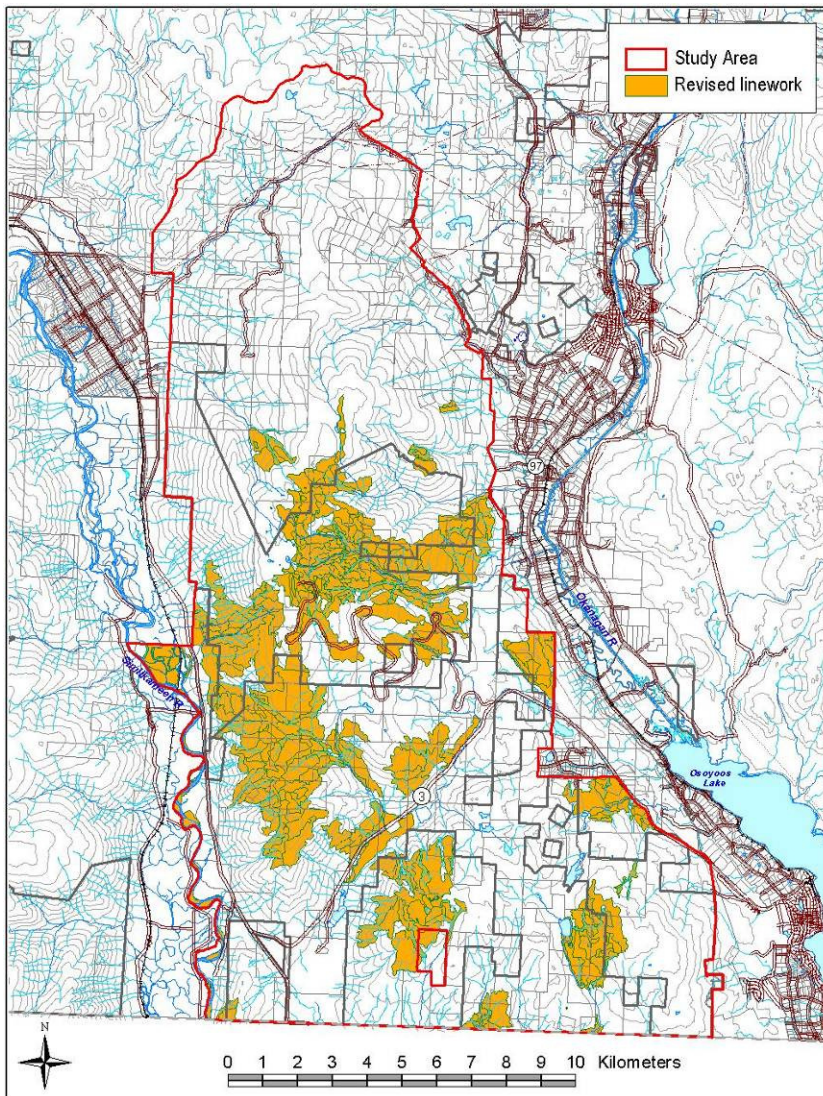 Study Area
Revised linework
97
Okanagan R
Similkameen R
Osoyoos
Lake
3
N
0 1 2 3 4 5 6 7 8 9 10 Kilometers